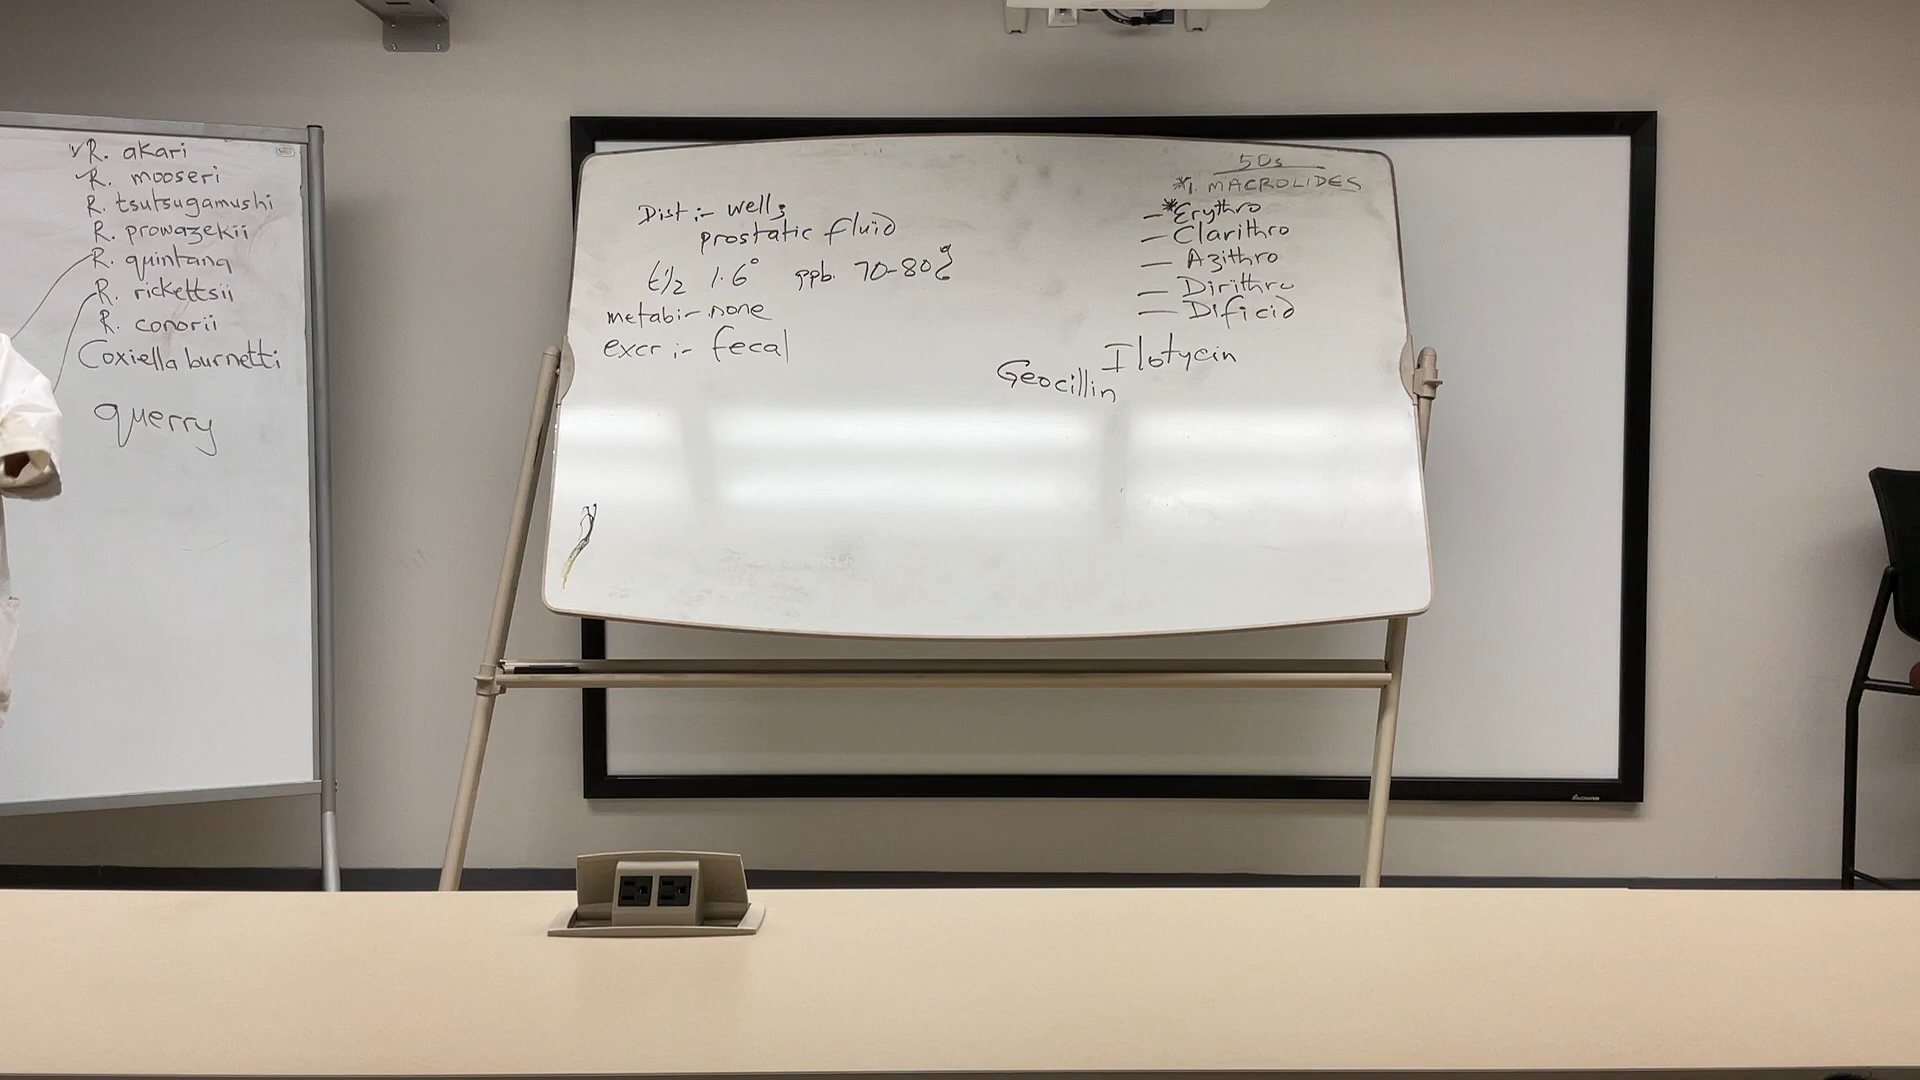 R. akari
R. mooseri
R. tsutsugamushi
R. prowazekii
R. quintana
R. rickettsii
R. conorii
Coxiella burnetti
querry
Dist :- well;
prostatic fluid
t1/2 1.6° ppb. 70-80%
metab:- none
excr :- fecal
50s
*1. MACROLIDES
- *Erythro
- Clarithro
- Azithro
- Dirithro
- Dificid
Ilotycin
Geocillin